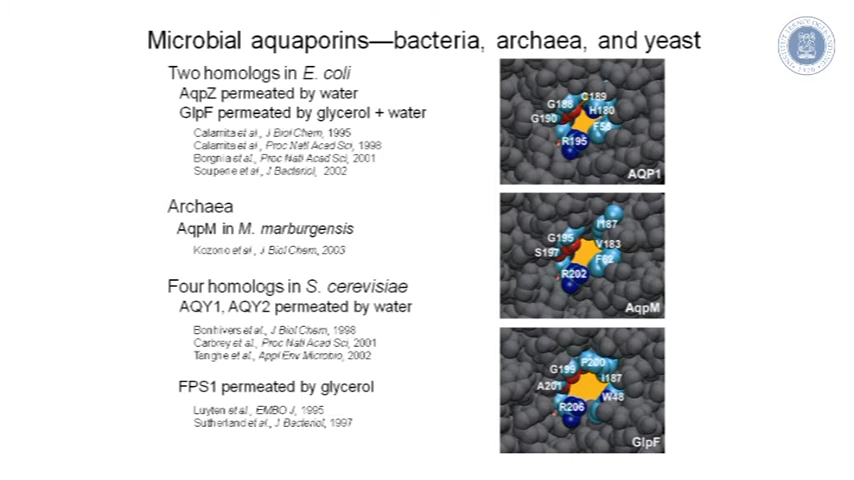 Microbial aquaporins—bacteria, archaea, and yeast
Two homologs in E. coli
AqpZ permeated by water
GlpF permeated by glycerol + water
Calamita et al., J Biol Chem, 1995
Calamita et al., Proc Natl Acad Sci, 1998
Borgnia et al., Proc Natl Acad Sci, 2001
Soupene et al., J Bacteriol, 2002
Archaea
AqpM in M. marburgensis
Kozono et al., J Biol Chem, 2003
Four homologs in S. cerevisiae
AQY1, AQY2 permeated by water
Bonhivers et al., J Biol Chem, 1998
Carbrey et al., Proc Natl Acad Sci, 2001
Tanghe et al., Appl Env Microbio, 2002
FPS1 permeated by glycerol
Luyten et al., EMBO J, 1995
Sutherland et al., J Bacteriol, 1997
C189
G188
H180
G190
F56
R195
AQP1
I187
G195
V183
S197
F62
R202
AqpM
P200
G199
I187
A201
W48
R206
GlpF
INSTITUT TEKNOLOGI BANDUNG
1920